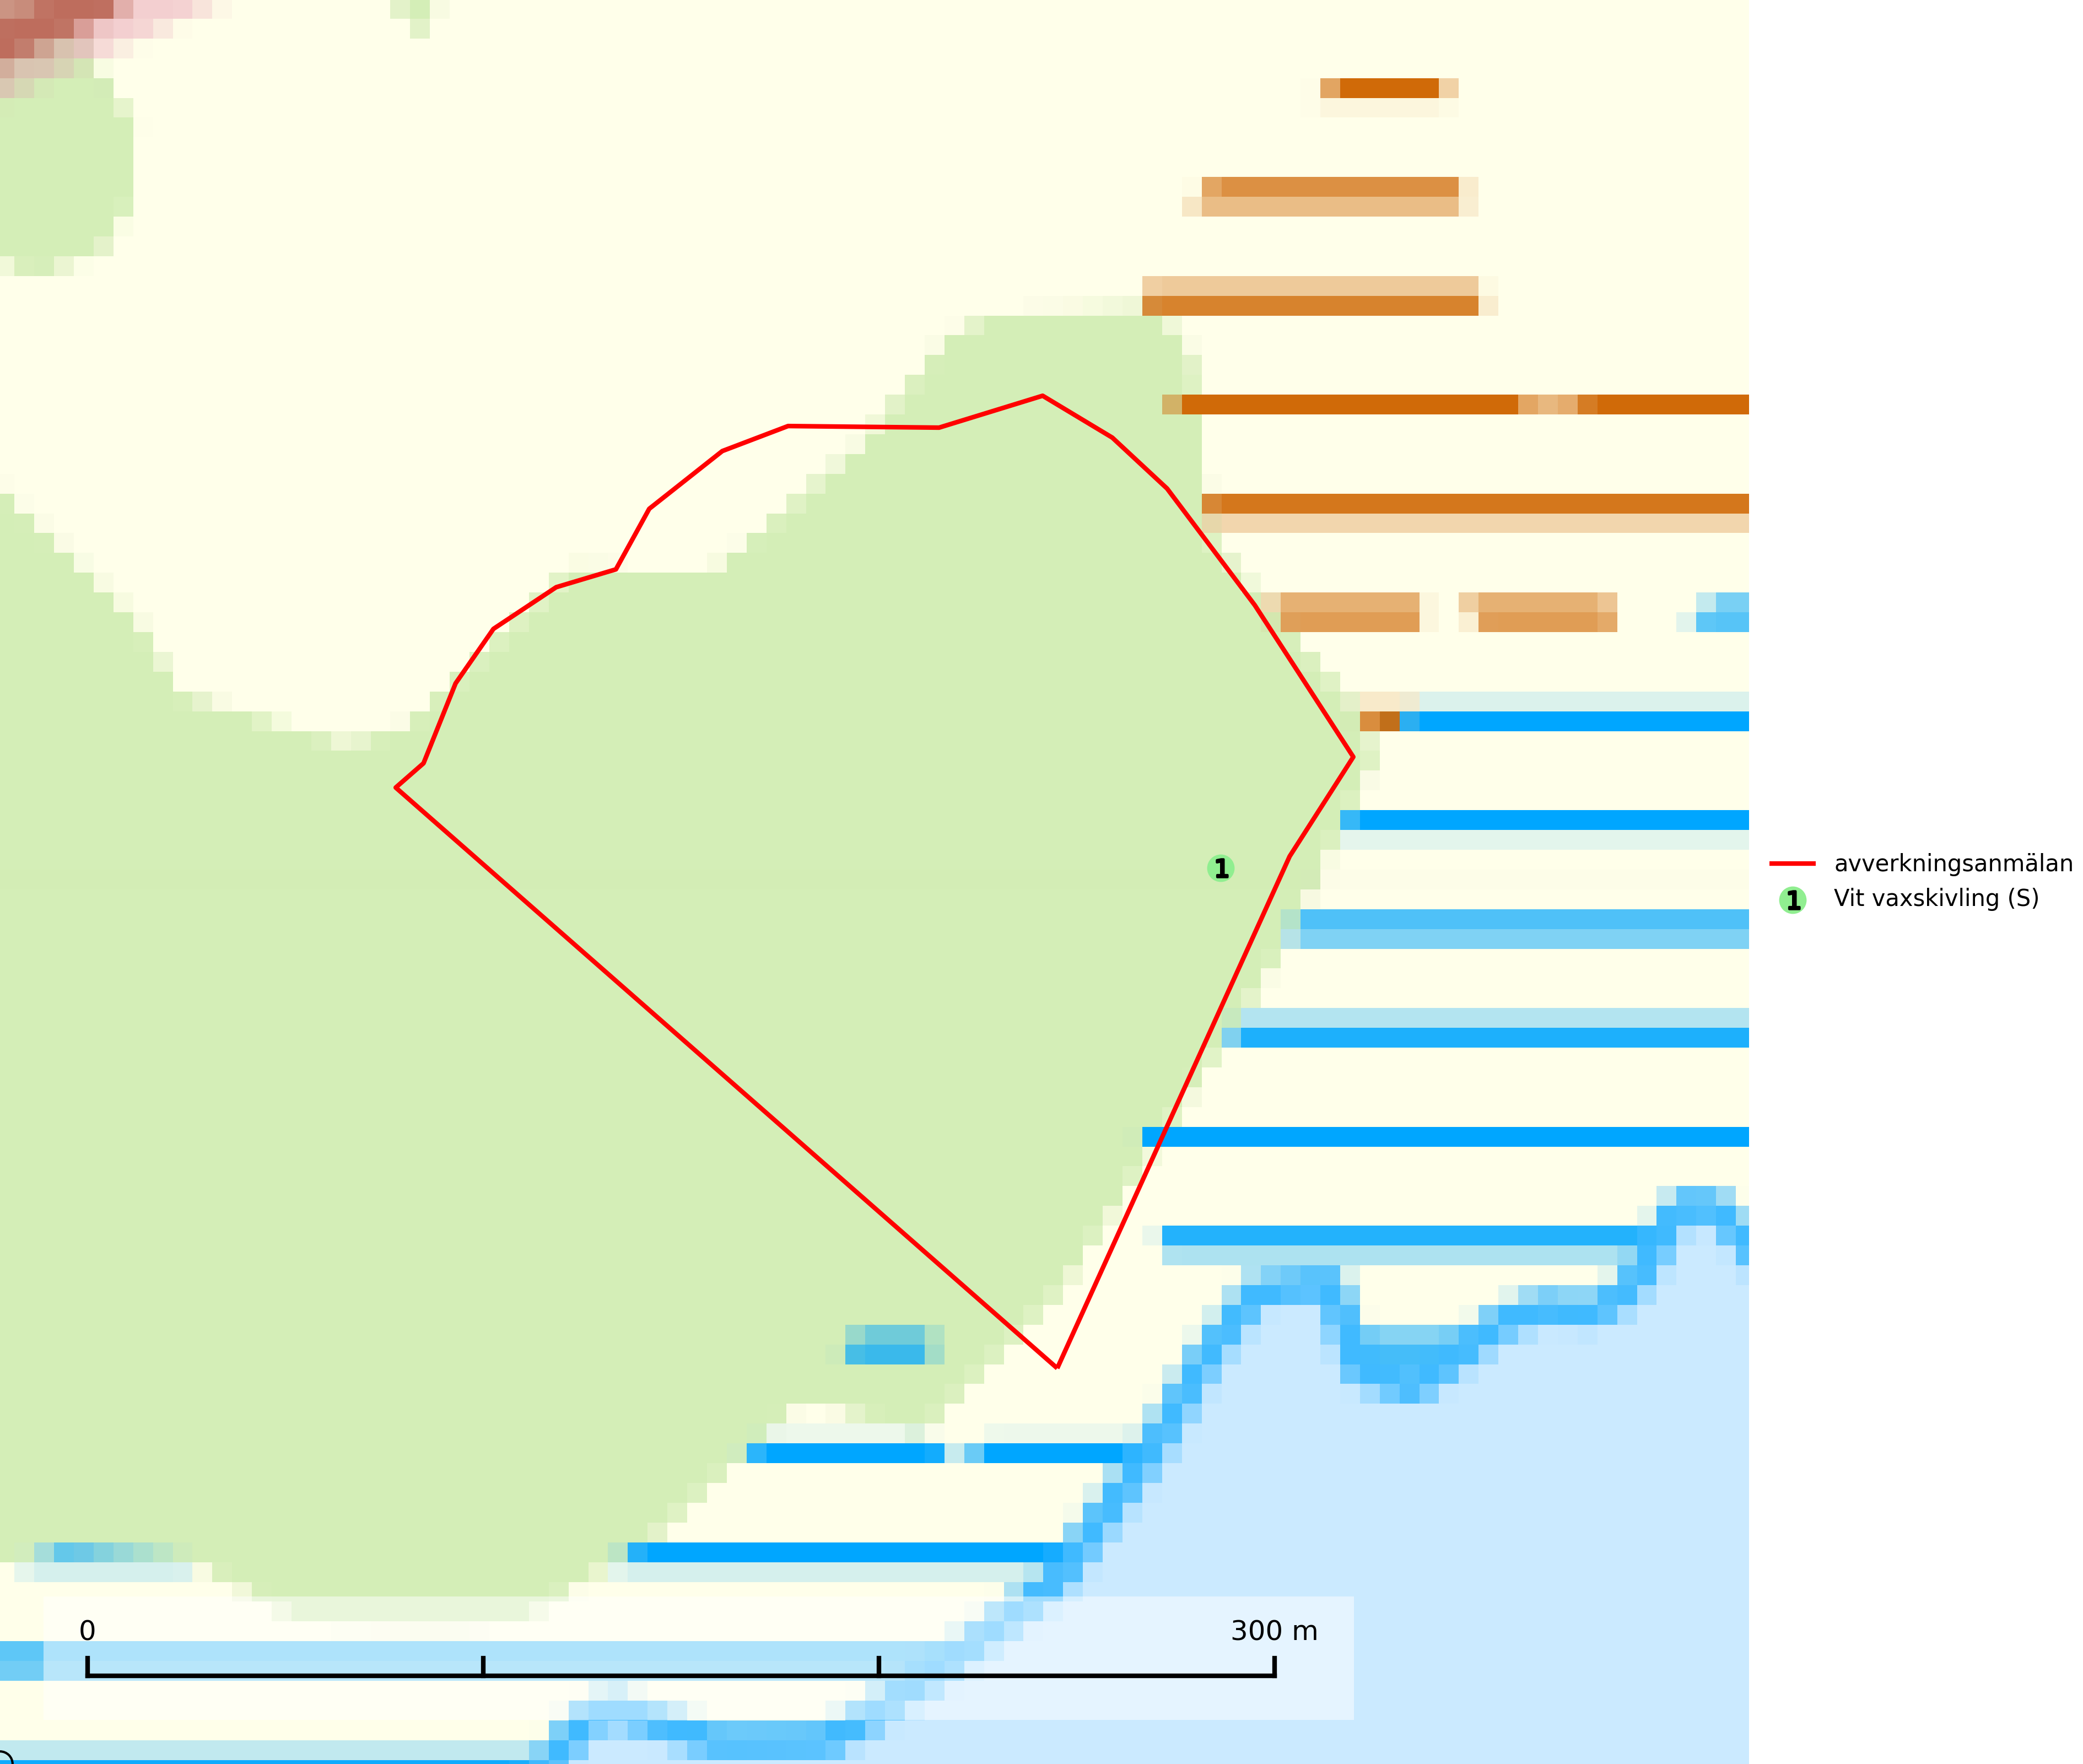 1
avverkningsanmälan
1 Vit vaxskivling (S)
0 300 m